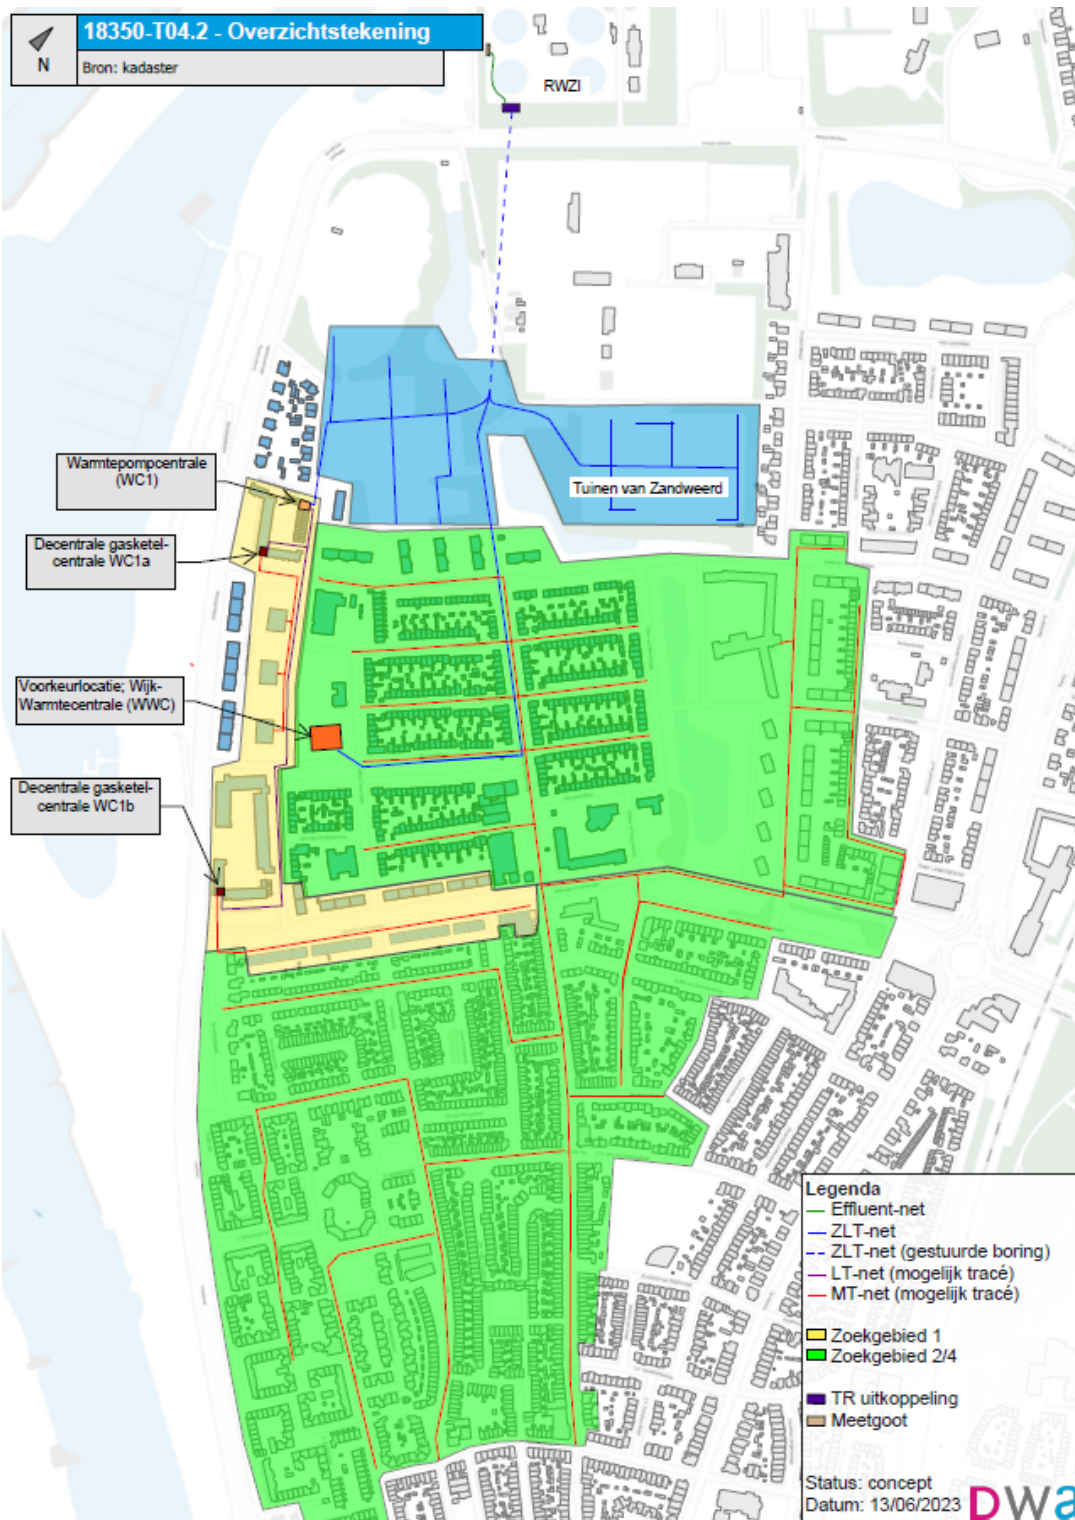 18350-T04.2 - Overzichtstekening
N
Bron: kadaster
RWZI
Warmtepompcentrale
(WC1)
Tuinen van Zandweerd
Decentrale gasketel-
centrale WC1a
Voorkeurlocatie; Wijk-
Warmtecentrale (WWC)
Decentrale gasketel-
centrale WC1b
Legenda
Effluent-net
ZLT-net
ZLT-net (gestuurde boring)
LT-net (mogelijk tracé)
MT-net (mogelijk tracé)
Zoekgebied 1
Zoekgebied 2/4
TR uitkoppeling
Meetgoot
Status: concept
Datum: 13/06/2023
DWa